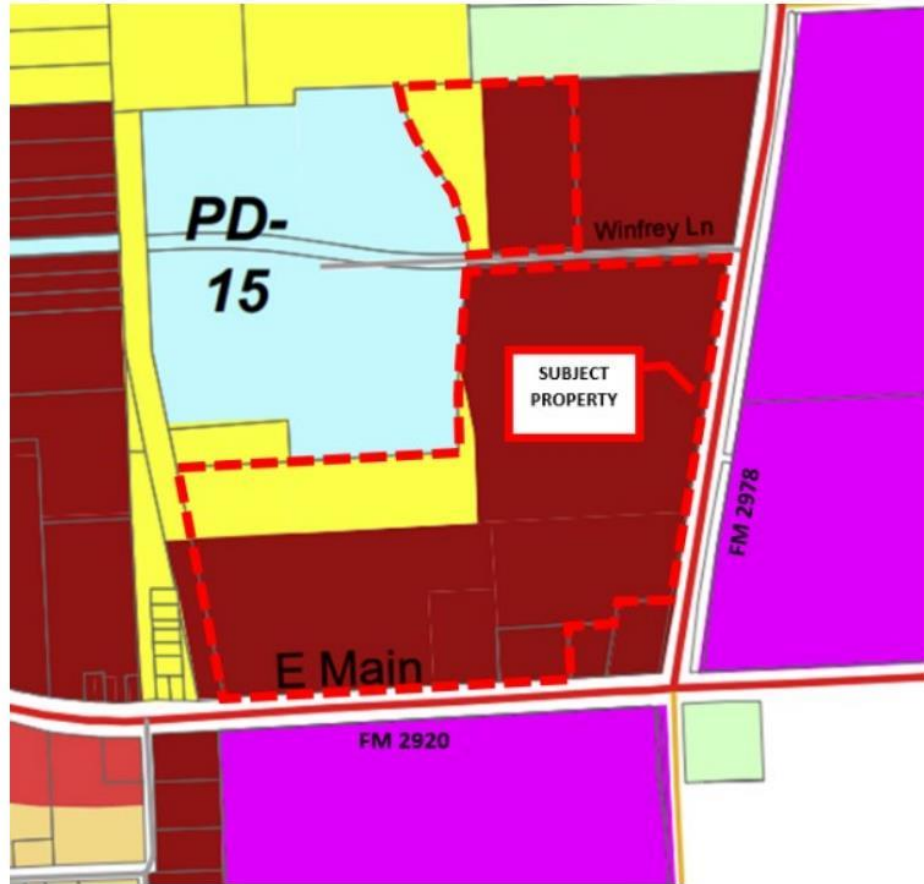 PD-
15
Winfrey Ln
SUBJECT
PROPERTY
FM 2978
E Main
FM 2920